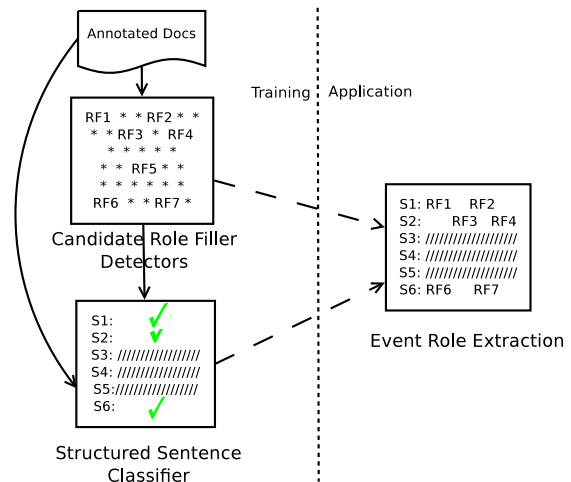 Annotated Docs
Training
Application
RF1 * * RF2 * *
* * RF3 * RF4
* * * * *
* * RF5 * *
* * * * * *
RF6 * * RF7 *
Candidate Role Filler
Detectors
S1:
S2:
S3: ////////////////////
S4: ////////////////////
S5:////////////////////
S6:
Structured Sentence
Classifier
S1: RF1 RF2
S2: RF3 RF4
S3: ////////////////////
S4: ////////////////////
S5: ////////////////////
S6: RF6 RF7
Event Role Extraction